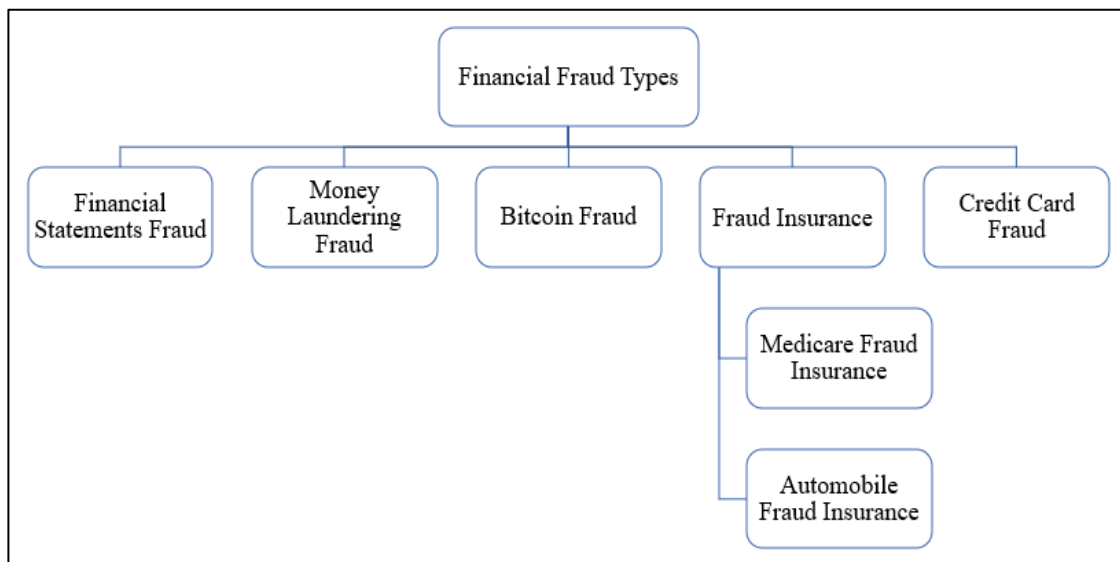 Financial Fraud Types
Financial
Statements Fraud
Money
Laundering
Fraud
Bitcoin Fraud
Fraud Insurance
Credit Card
Fraud
Medicare Fraud
Insurance
Automobile
Fraud Insurance